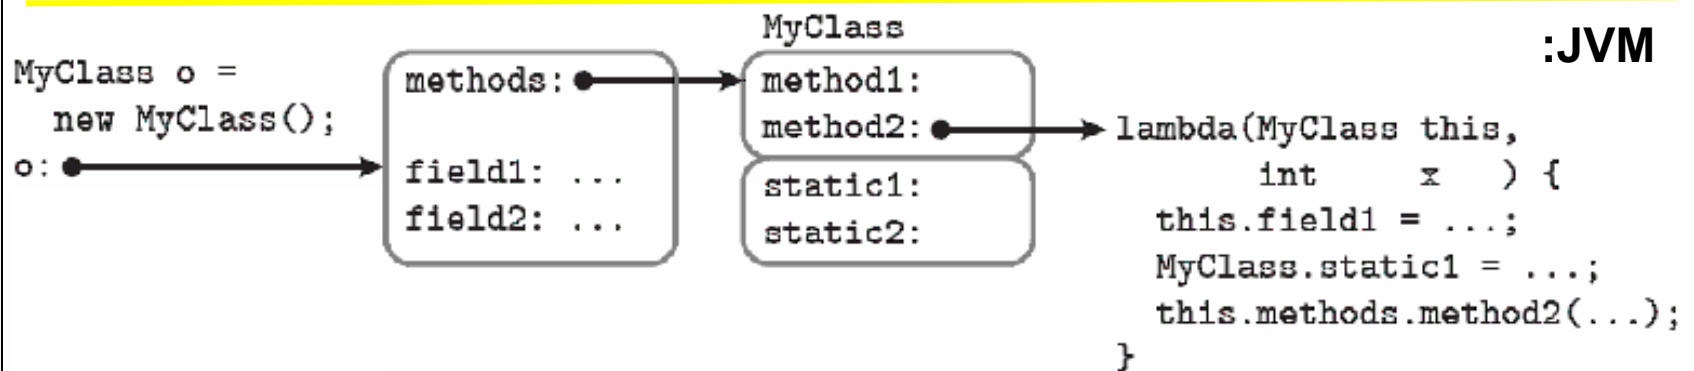 :JVM
MyClass o =
new MyClass();
o:
methods:
field1: ...
field2: ...
MyClass
method1:
method2:
static1:
static2:
lambda(MyClass this,
int x ) {
this.field1 = ...;
MyClass.static1 = ...;
this.methods.method2(...);
}